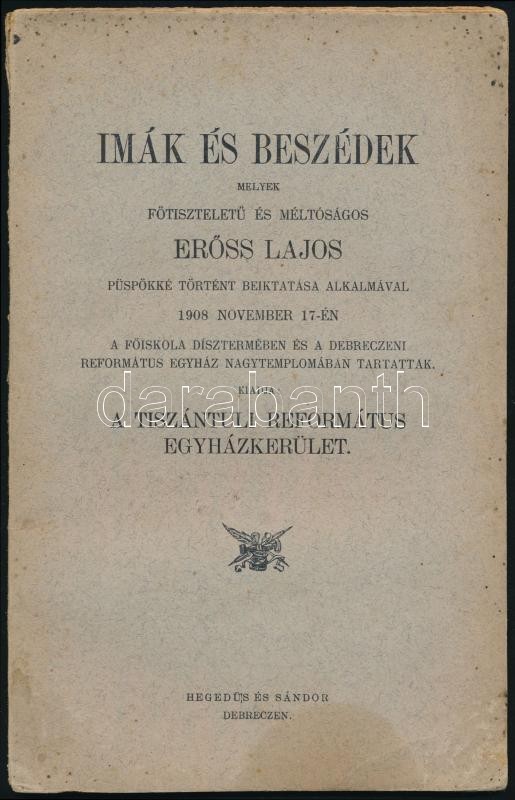 IMÁK ÉS BESZÉDEK
MELYEK
FŐTISZTELETŰ ÉS MÉLTÓSÁGOS
ERŐSS LAJOS
PÜSPÖKKÉ TÖRTÉNT BEIKTATÁSA ALKALMÁVAL
1908 NOVEMBER 17-ÉN
A FŐISKOLA DÍSZTERMÉBEN ÉS A DEBRECZENI
REFORMÁTUS EGYHÁZ NAGYTEMPLOMÁBAN TARTATTAK.
KIADJA
darabanth
A TISZÁNTÚLI REFORMÁTUS
EGYHÁZKERÜLET.
HEGEDÜS ÉS SÁNDOR
DEBRECZEN.